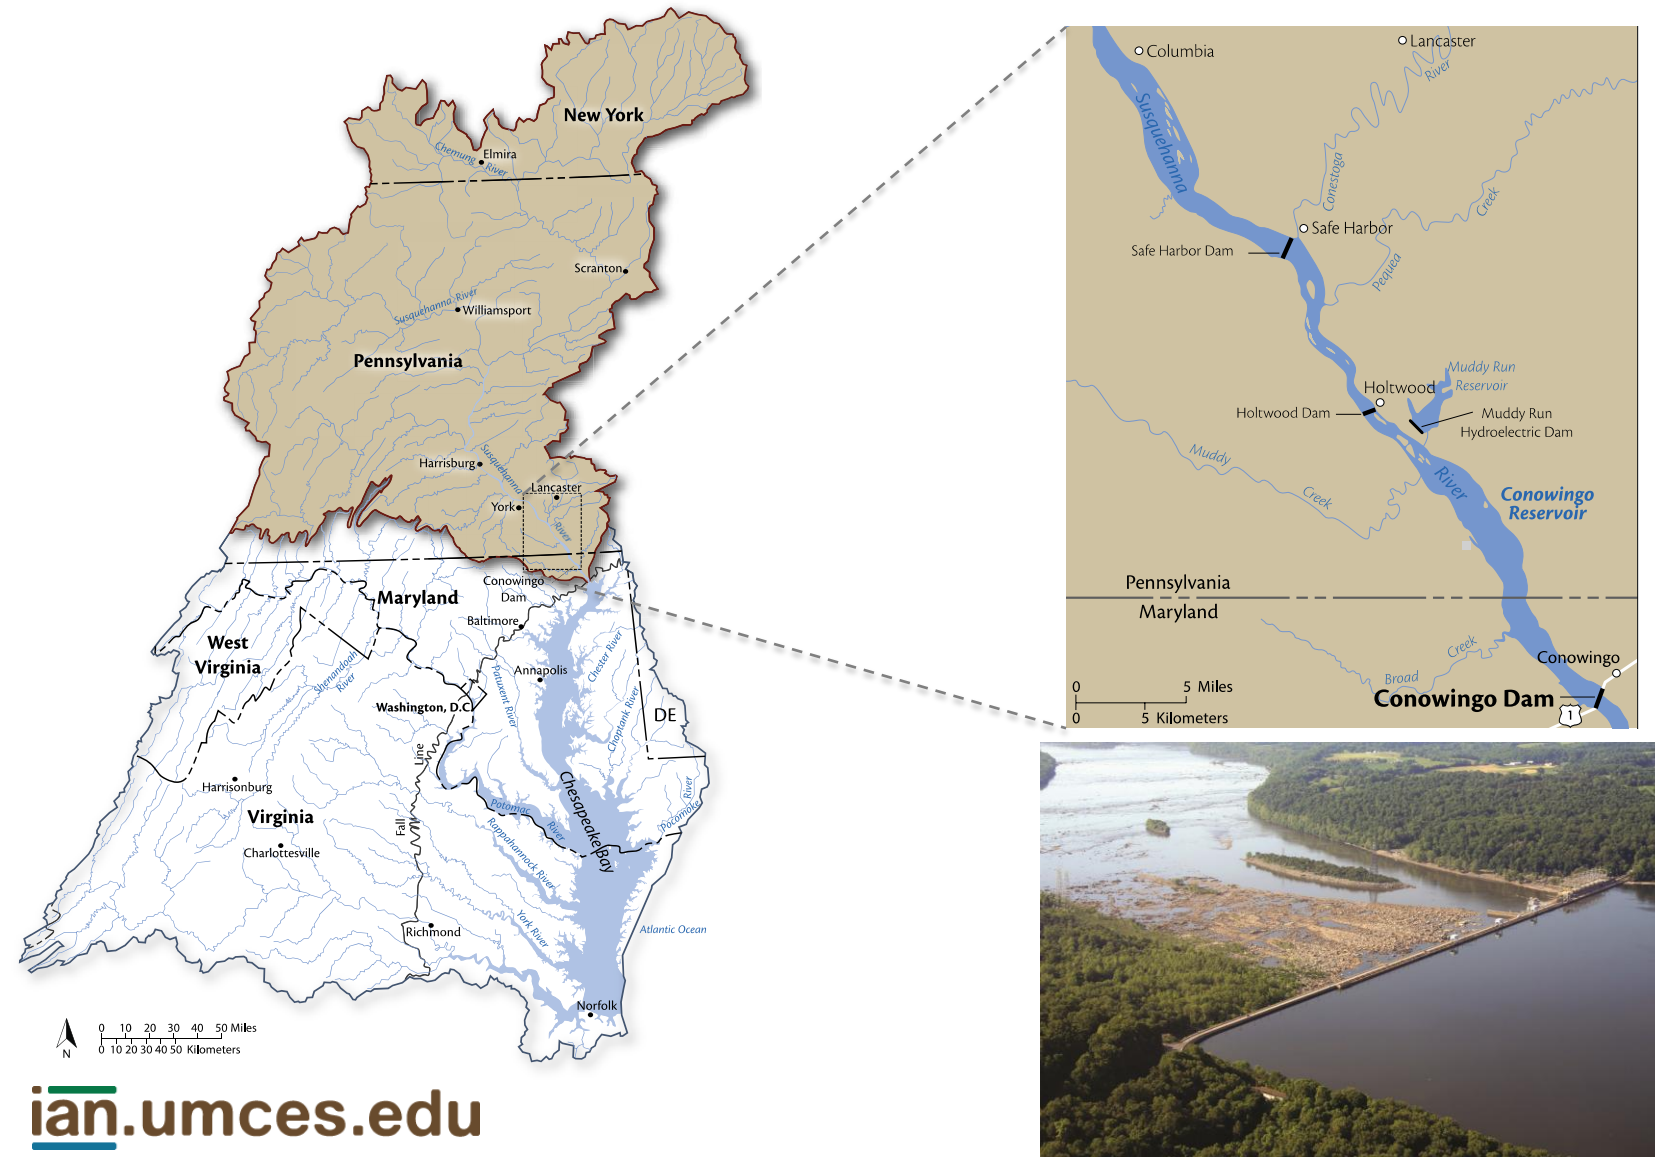 New York
Chemung
River
Elmira
Scranton
Susquehanna River
Williamsport
Pennsylvania
Harrisburg
Susquehanna
River
Lancaster
York
Conowingo
Dam
Maryland
Baltimore
West
Virginia
Shenandoah
River
Annapolis
Chester River
Patuxent River
Choptank River
Washington, D.C.
DE
Fall
Line
Harrisonburg
Virginia
Charlottesville
Chesapeake Bay
Potomac
River
Pocomoke
River
Rappahannock River
York River
Richmond
Atlantic Ocean
Norfolk
N
0 10 20 30 40 50 Miles
0 10 20 30 40 50 Kilometers
ian.umces.edu
Columbia
Lancaster
Susquehanna
River
Conestoga
River
Creek
Pequea
Safe Harbor
Safe Harbor Dam
Muddy Run
Reservoir
Holtwood
Holtwood Dam
Muddy Run
Hydroelectric Dam
Muddy
Creek
Conowingo
Reservoir
Pennsylvania
Maryland
Broad
Creek
Conowingo
Conowingo Dam
1
0 5 Miles
0 5 Kilometers